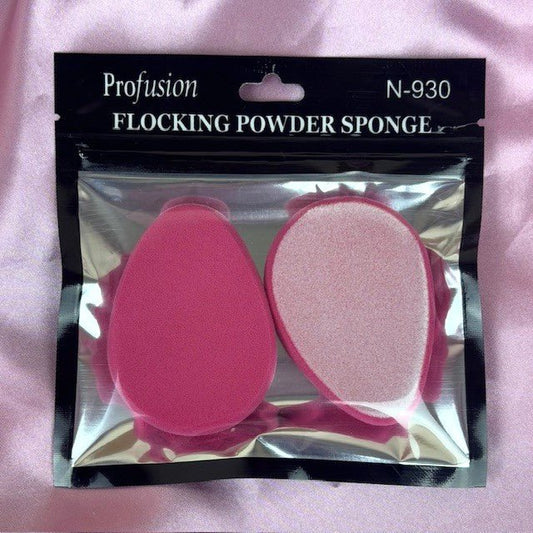 Profusion N-930
FLOCKING POWDER SPONGE